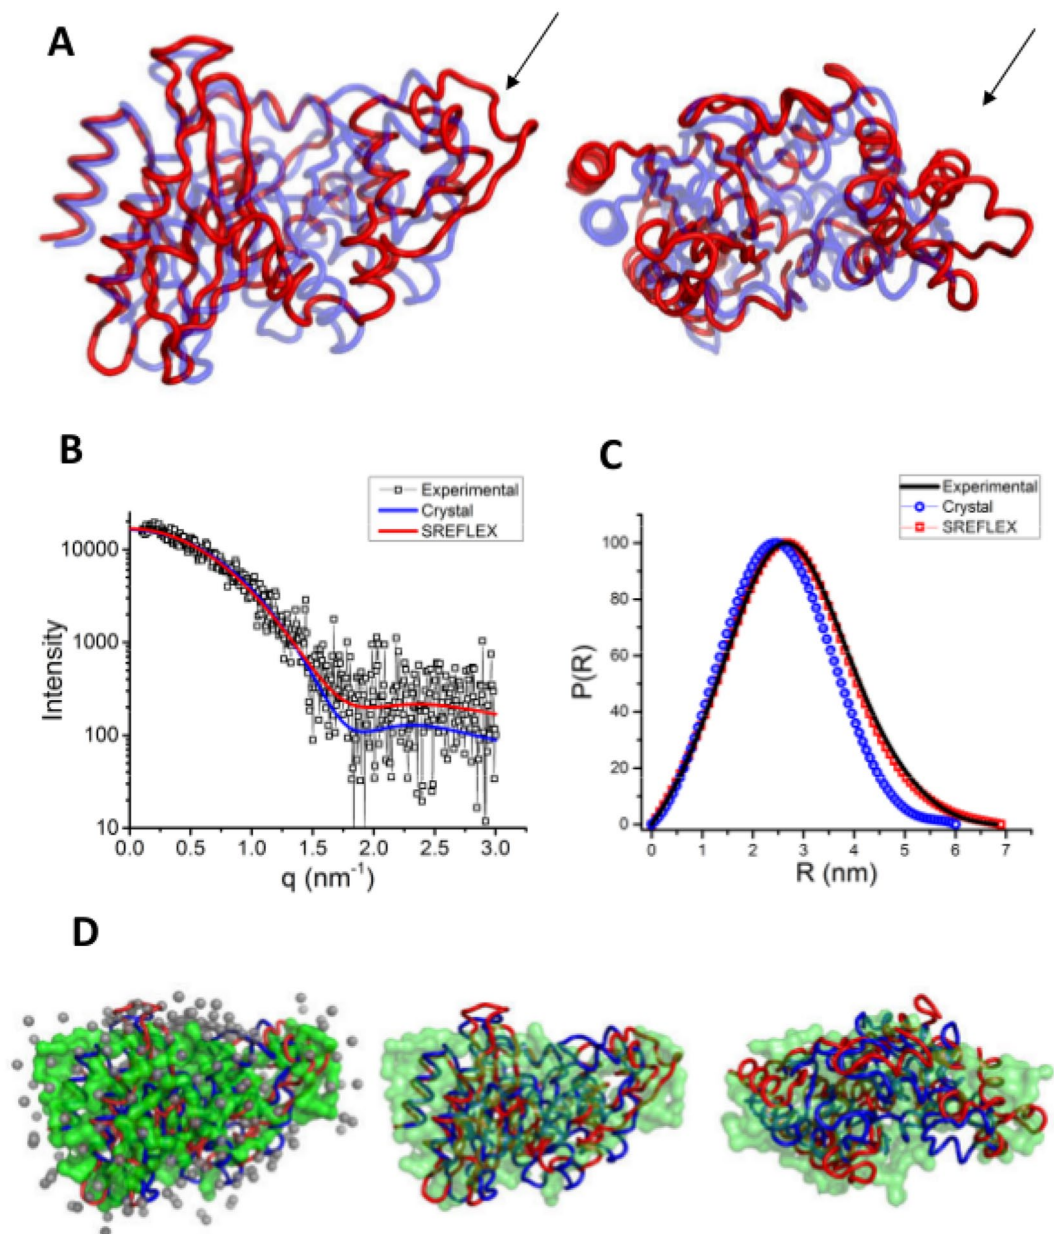 A
B
Experimental
Crystal
SREFLEX
10000
1000
100
10
Intensity
0.0 0.5 1.0 1.5 2.0 2.5 3.0
q (nm⁻¹)
C
Experimental
Crystal
SREFLEX
100
80
60
40
20
0
P(R)
0 1 2 3 4 5 6 7
R (nm)
D